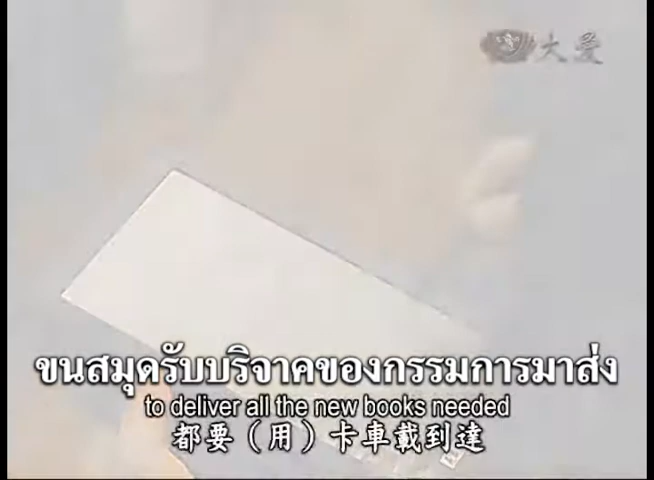 大愛
ขนสมุดรับบริจาคของกรรมการมาส่ง
to deliver all the new books needed
都要（用）卡車載到達